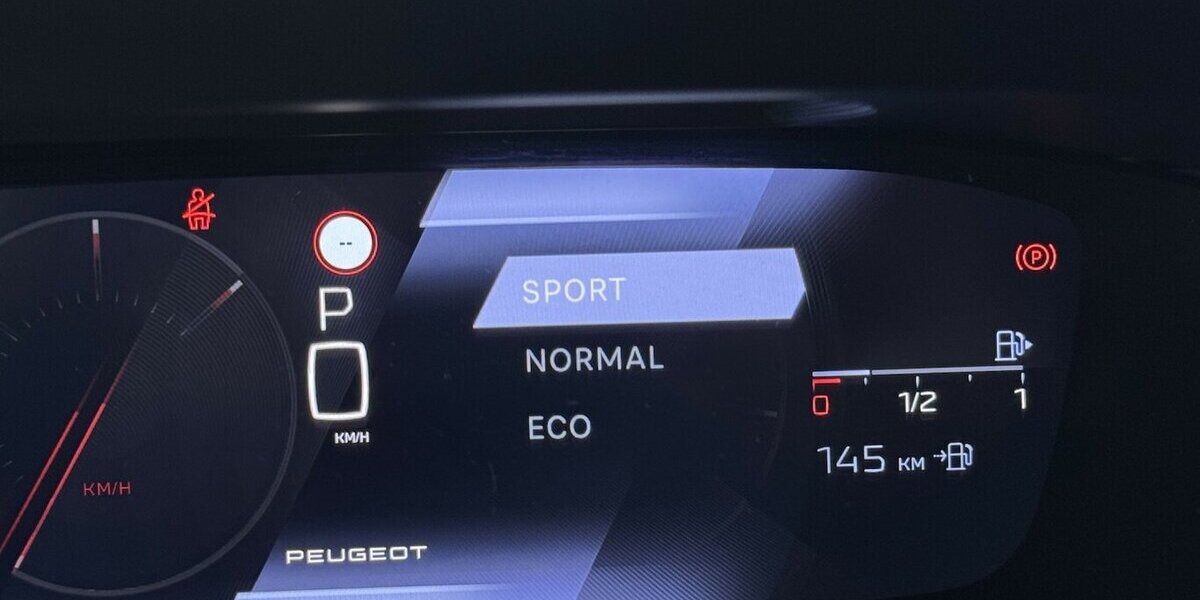 --
P
0
KM/H
KM/H
PEUGEOT
SPORT
NORMAL
ECO
P
0 1/2 1
145 KM